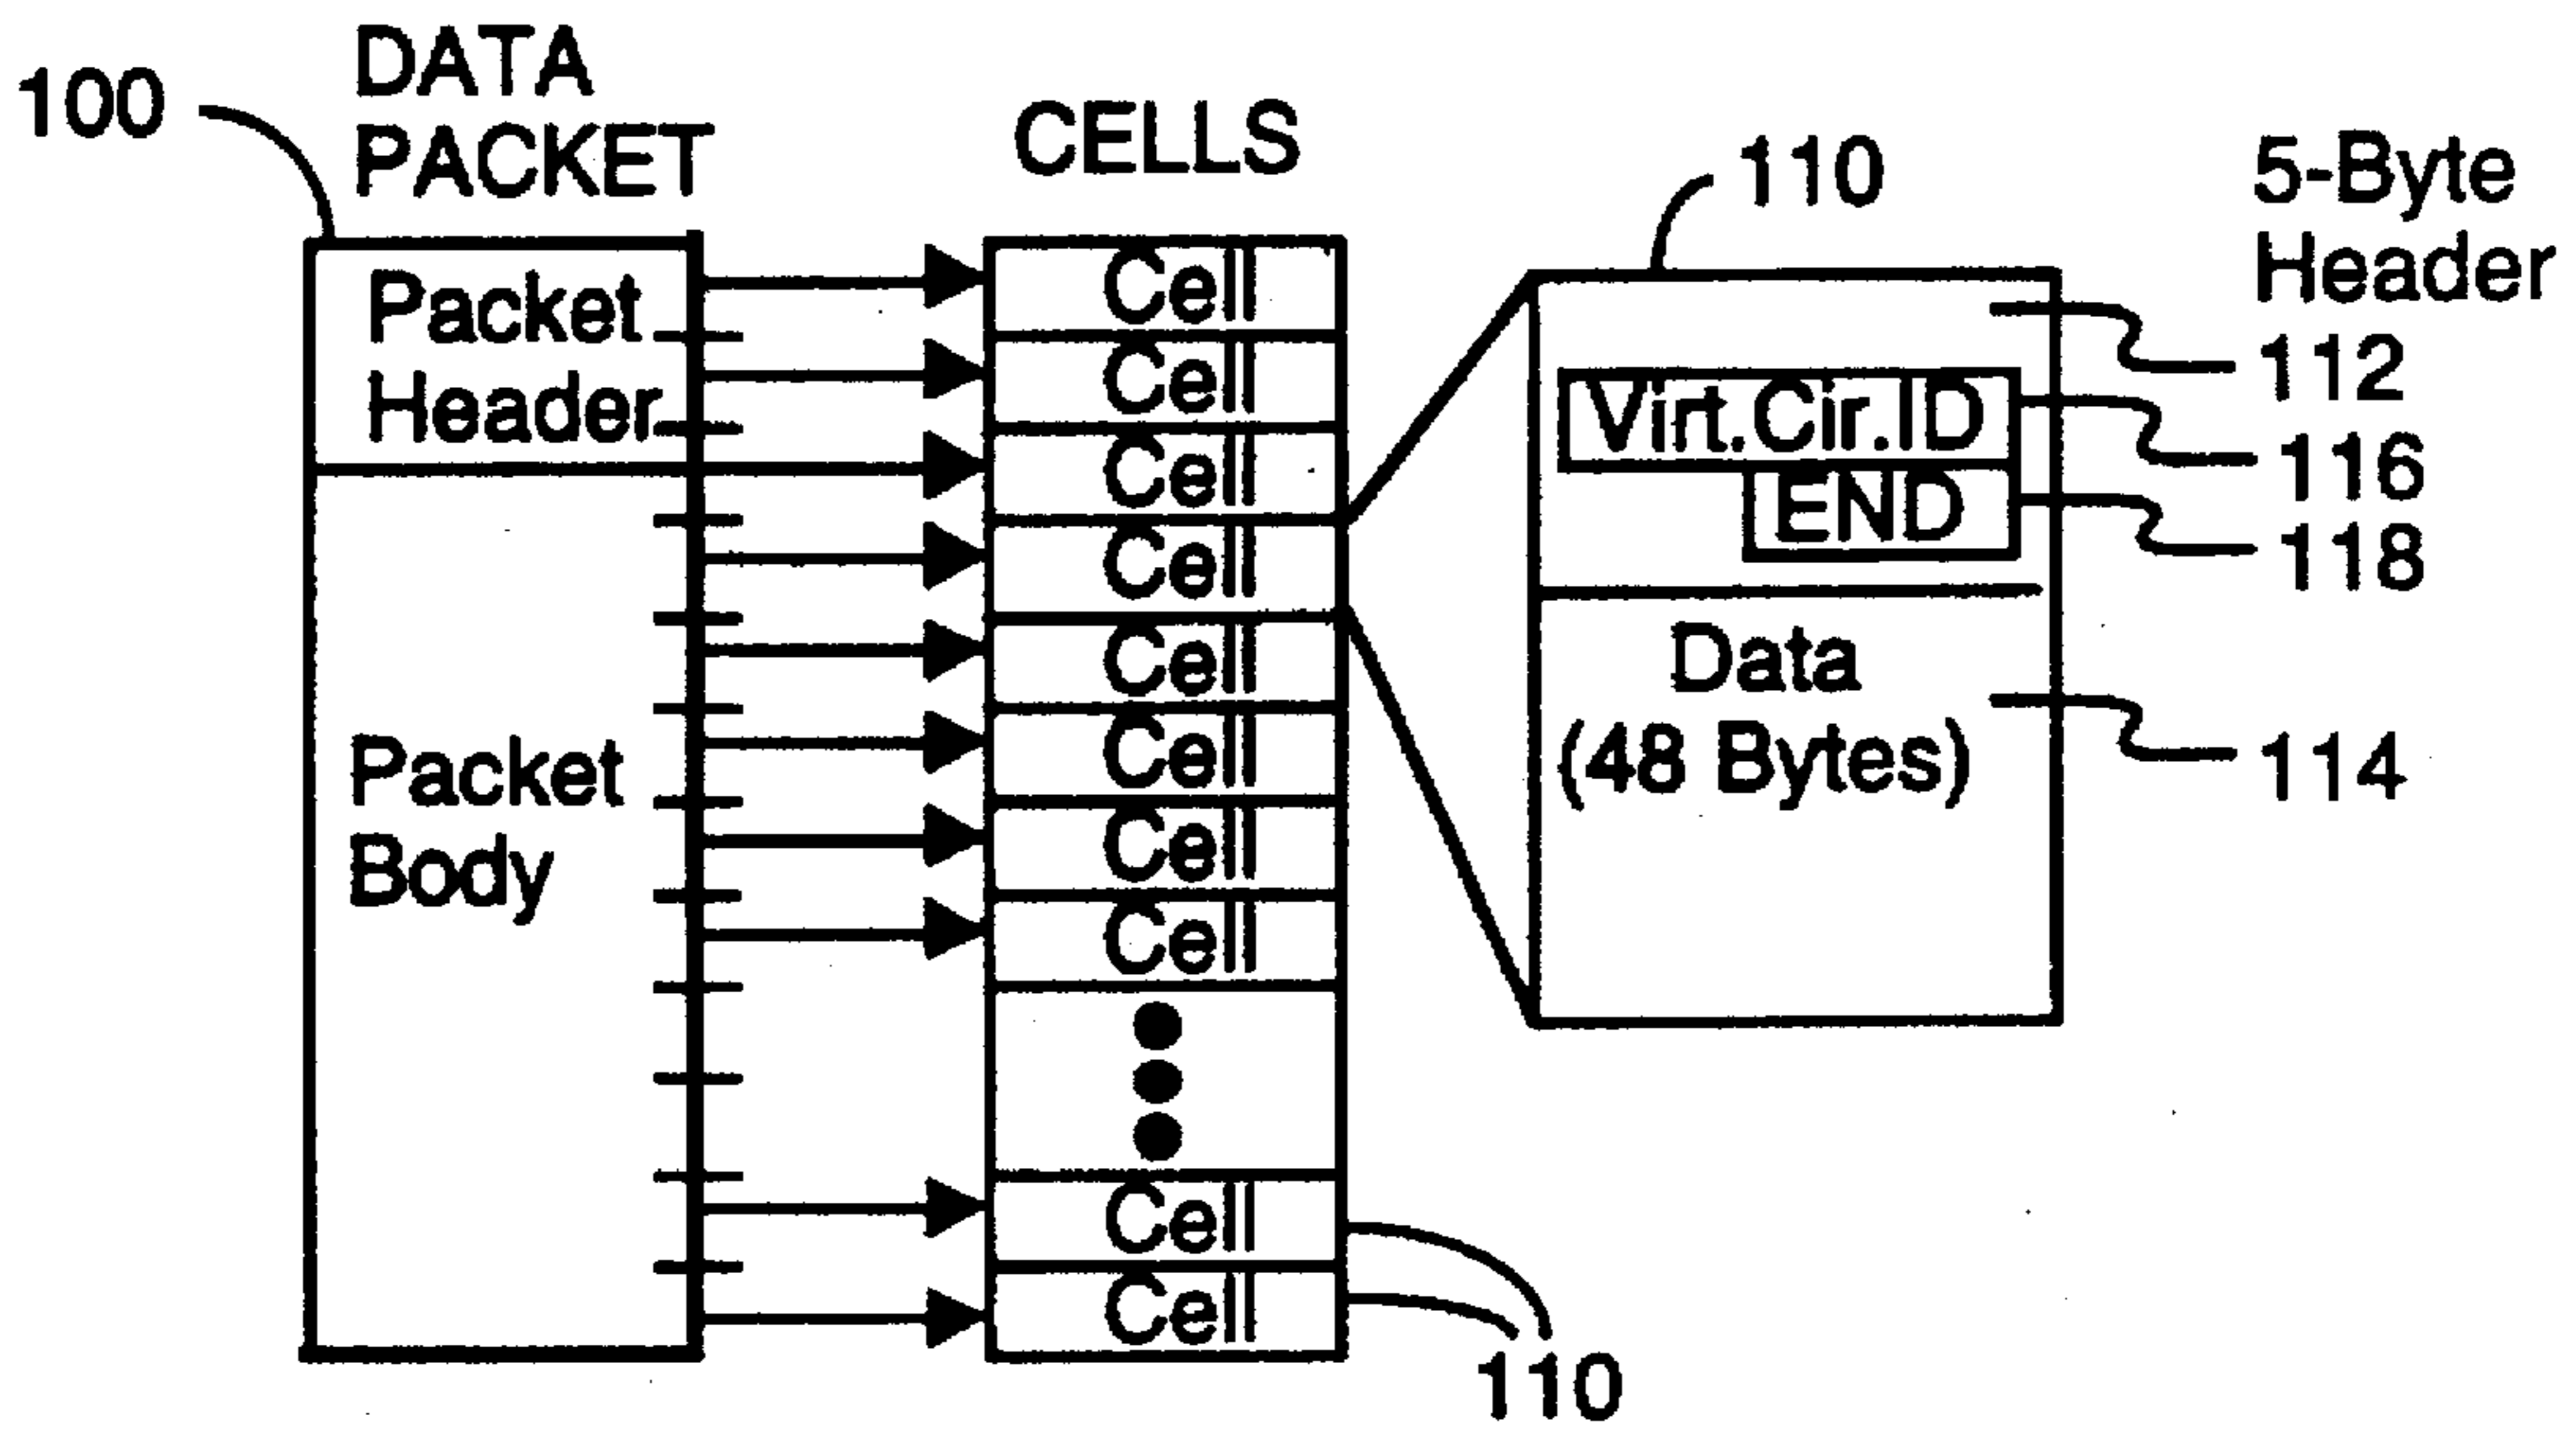 100
DATA
PACKET
CELLS
Packet
Header
Packet
Body
Cell
Cell
Cell
Cell
Cell
Cell
Cell
Cell
Cell
Cell
110
110
5-Byte
Header
112
Virt.Cir.ID
116
END
118
Data
(48 Bytes)
114